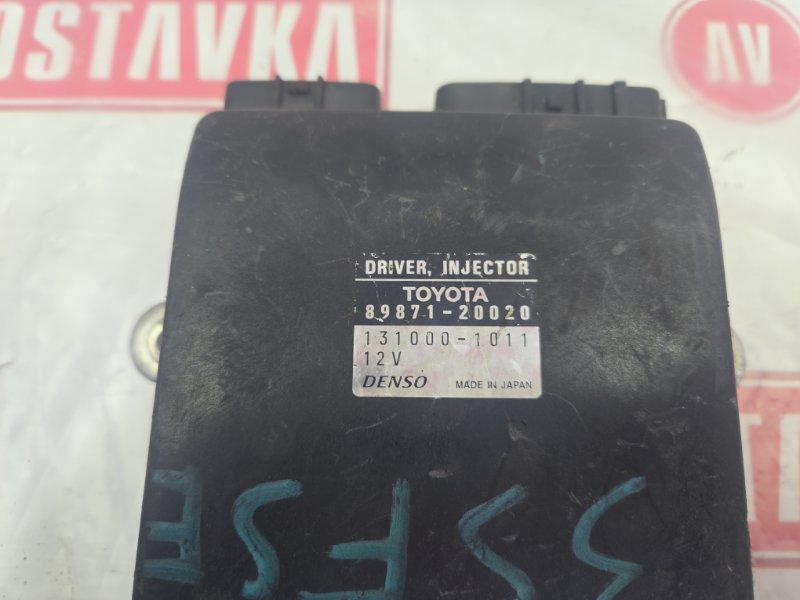 OSTAVKA
AV
DRIVER, INJECTOR
TOYOTA
89871-20020
131000-1011
12V
DENSO MADE IN JAPAN
3SFSE